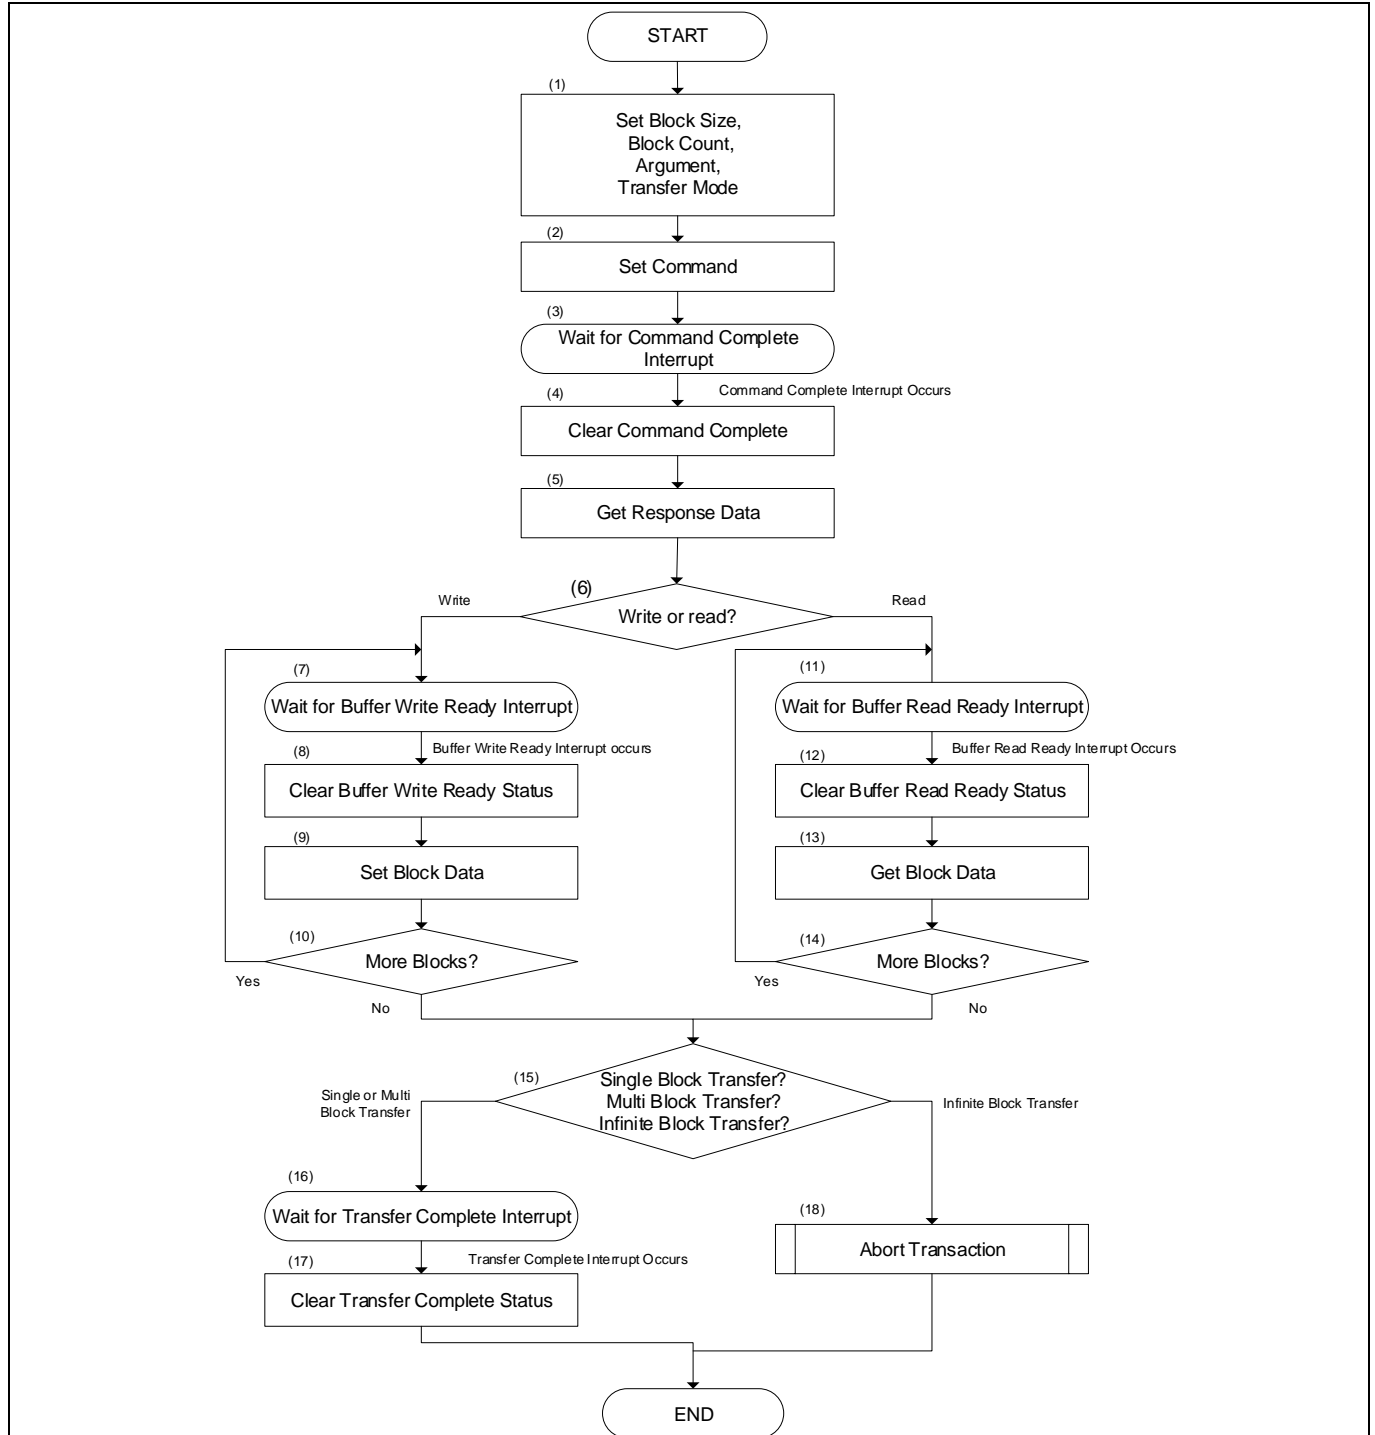 START
(1)
Set Block Size,
Block Count,
Argument,
Transfer Mode
(2)
Set Command
(3)
Wait for Command Complete
Interrupt
Command Complete Interrupt Occurs
(4)
Clear Command Complete
(5)
Get Response Data
(6)
Write
Write or read?
Read
(7)
Wait for Buffer Write Ready Interrupt
Buffer Write Ready Interrupt occurs
(8)
Clear Buffer Write Ready Status
(9)
Set Block Data
(10)
More Blocks?
Yes
No
(11)
Wait for Buffer Read Ready Interrupt
Buffer Read Ready Interrupt Occurs
(12)
Clear Buffer Read Ready Status
(13)
Get Block Data
(14)
More Blocks?
Yes
No
(15)
Single Block Transfer?
Multi Block Transfer?
Infinite Block Transfer?
Single or Multi
Block Transfer
Infinite Block Transfer
(16)
Wait for Transfer Complete Interrupt
Transfer Complete Interrupt Occurs
(17)
Clear Transfer Complete Status
(18)
Abort Transaction
END